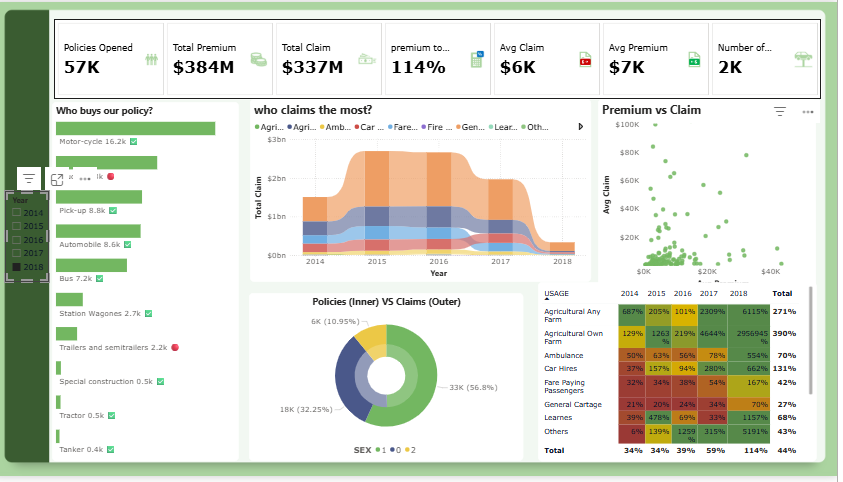 Policies Opened
57K
Total Premium
$384M
Total Claim
$337M
premium to...
114%
Avg Claim
$6K
Avg Premium
$7K
Number of...
2K
Year
2014
2015
2016
2017
2018
Who buys our policy?
Motor-cycle 16.2k
Pick-up 8.8k
Automobile 8.6k
Bus 7.2k
Station Wagones 2.7k
Trailers and semitrailers 2.2k
Special construction 0.5k
Tractor 0.5k
Tanker 0.4k
who claims the most?
Agri... Agri... Amb... Car ... Fare... Fire ... Gen... Lear... Oth...
Total Claim
$3bn
$2bn
$1bn
$0bn
2014 2015 2016 2017 2018
Year
Premium vs Claim
Avg Claim
$100K
$80K
$60K
$40K
$20K
$0K $20K $40K
Policies (Inner) VS Claims (Outer)
6K (10.95%)
33K (56.8%)
18K (32.25%)
SEX 1 0 2
USAGE 2014 2015 2016 2017 2018 Total
Agricultural Any Farm 687% 205% 101% 2309% 6115% 271%
Agricultural Own Farm 129% 1263% 219% 4644% 2956945% 390%
Ambulance 50% 63% 56% 78% 554% 70%
Car Hires 37% 157% 94% 280% 662% 131%
Fare Paying Passengers 32% 34% 38% 54% 167% 42%
General Cartage 21% 20% 24% 34% 70% 27%
Learnes 39% 478% 69% 33% 1157% 68%
Others 6% 139% 1259% 315% 5191% 43%
Total 34% 34% 39% 59% 114% 44%